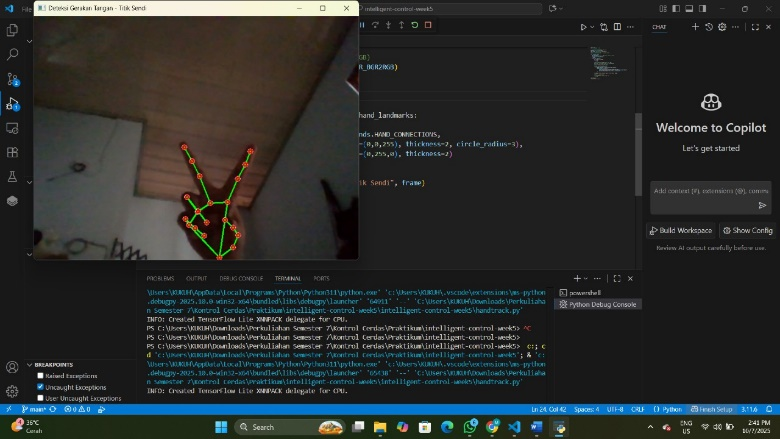 Deteksi Gerakan Tangan - Titik Sendi
File
intelligent-control-week5
GB)
R_BGR2RGB)
hand_landmarks:
nds.HAND_CONNECTIONS,
=(0,0,255), thickness=2, circle_radius=3),
=(0,255,0), thickness=2)
ik Sendi", frame)
CHAT
Welcome to Copilot
Let's get started
Add context (#), extensions (@), comma
Build Workspace
Show Config
Review AI output carefully before use.
PROBLEMS OUTPUT DEBUG CONSOLE TERMINAL PORTS
\Users\KUKUH\AppData\Local\Programs\Python\Python311\python.exe' 'c:\Users\KUKUH\.vscode\extensions\ms-python
.debugpy-2025.10.0-win32-x64\bundled\libs\debugpy\launcher' '64911' '--' 'C:\Users\KUKUH\Downloads\Perkuliahan
Semester 7\Kontrol Cerdas\Praktikum\intelligent-control-week5\handtrack.py'
INFO: Created TensorFlow Lite XNNPACK delegate for CPU.
PS C:\Users\KUKUH\Downloads\Perkuliahan Semester 7\Kontrol Cerdas\Praktikum\intelligent-control-week5> ^C
PS C:\Users\KUKUH\Downloads\Perkuliahan Semester 7\Kontrol Cerdas\Praktikum\intelligent-control-week5>
PS C:\Users\KUKUH\Downloads\Perkuliahan Semester 7\Kontrol Cerdas\Praktikum\intelligent-control-week5> c:; c
d 'c:\Users\KUKUH\Downloads\Perkuliahan Semester 7\Kontrol Cerdas\Praktikum\intelligent-control-week5'; & 'c:
\Users\KUKUH\AppData\Local\Programs\Python\Python311\python.exe' 'c:\Users\KUKUH\.vscode\extensions\ms-python
.debugpy-2025.10.0-win32-x64\bundled\libs\debugpy\launcher' '65438' '--' 'C:\Users\KUKUH\Downloads\Perkuliaha
n Semester 7\Kontrol Cerdas\Praktikum\intelligent-control-week5\handtrack.py'
INFO: Created TensorFlow Lite XNNPACK delegate for CPU.
powershell
Python Debug Console
BREAKPOINTS
Raised Exceptions
Uncaught Exceptions
User Uncaught Exceptions
main*
0 0
Ln 24, Col 42
Spaces: 4
UTF-8
CRLF
Python
Finish Setup
3.11.6
35°C
Cerah
Search
ENG
US
2:41 PM
10/7/2025